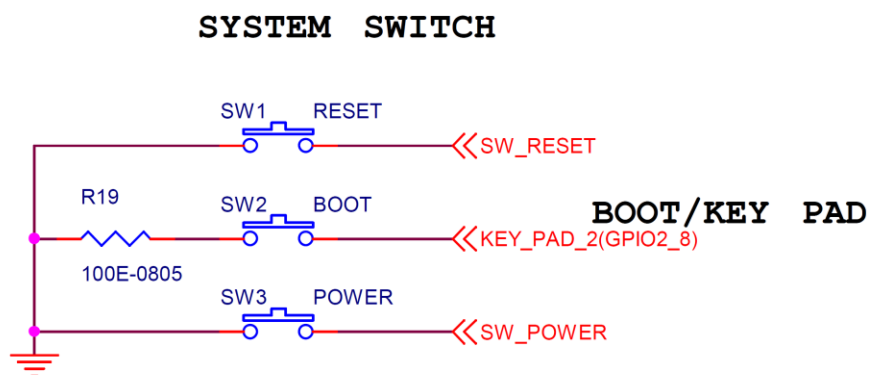 SYSTEM SWITCH
SW1 RESET
SW_RESET
R19
SW2 BOOT
BOOT/KEY PAD
KEY_PAD_2(GPIO2_8)
100E-0805
SW3 POWER
SW_POWER